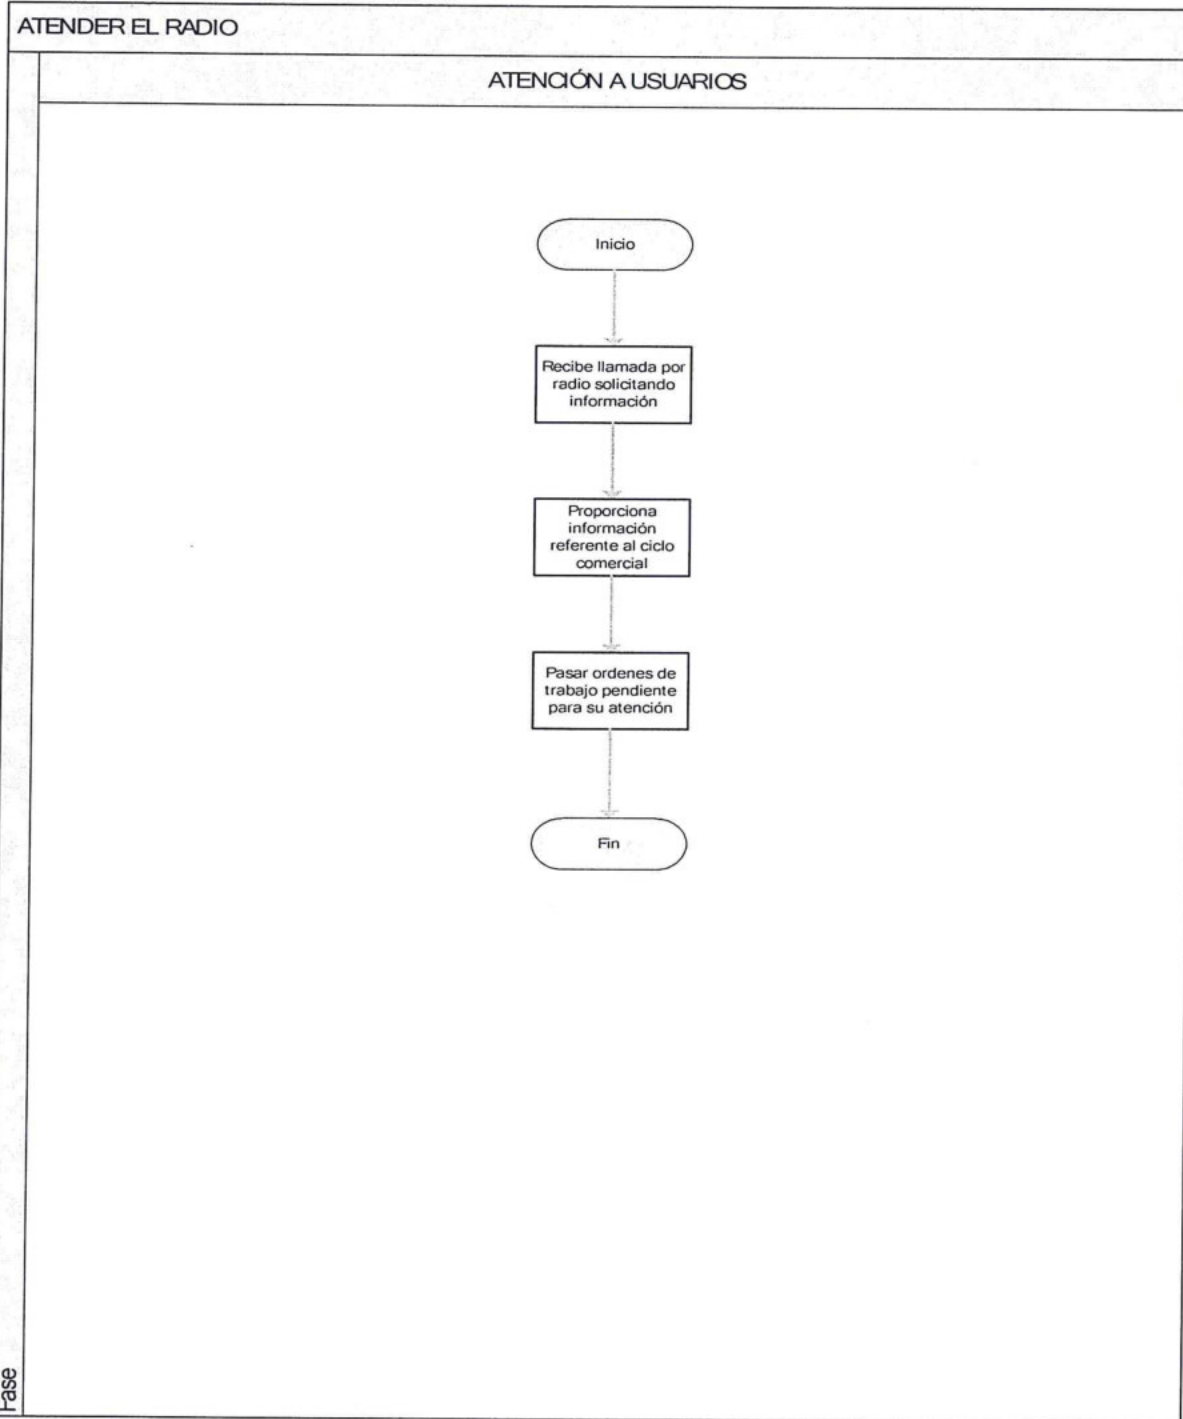 ATENDER EL RADIO
ATENCIÓN A USUARIOS
Inicio
Recibe llamada por
radio solicitando
información
Proporciona
información
referente al ciclo
comercial
Pasar ordenes de
trabajo pendiente
para su atención
Fin
Fase